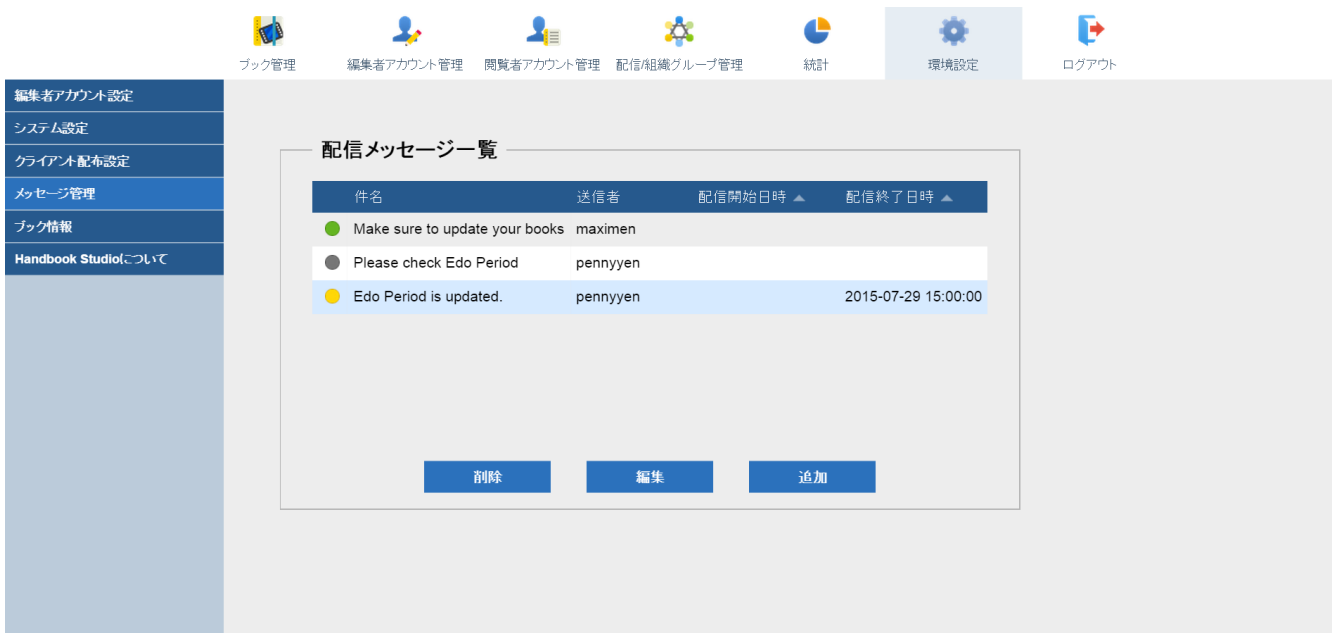 ブック管理 編集者アカウント管理 閲覧者アカウント管理 配信/組織グループ管理 統計 環境設定 ログアウト
編集者アカウント設定
システム設定
クライアント配布設定
メッセージ管理
ブック情報
Handbook Studioについて
配信メッセージ一覧
件名 送信者 配信開始日時 ▲ 配信終了日時 ▲
Make sure to update your books maximen
Please check Edo Period pennyyen
Edo Period is updated. pennyyen 2015-07-29 15:00:00
削除 編集 追加